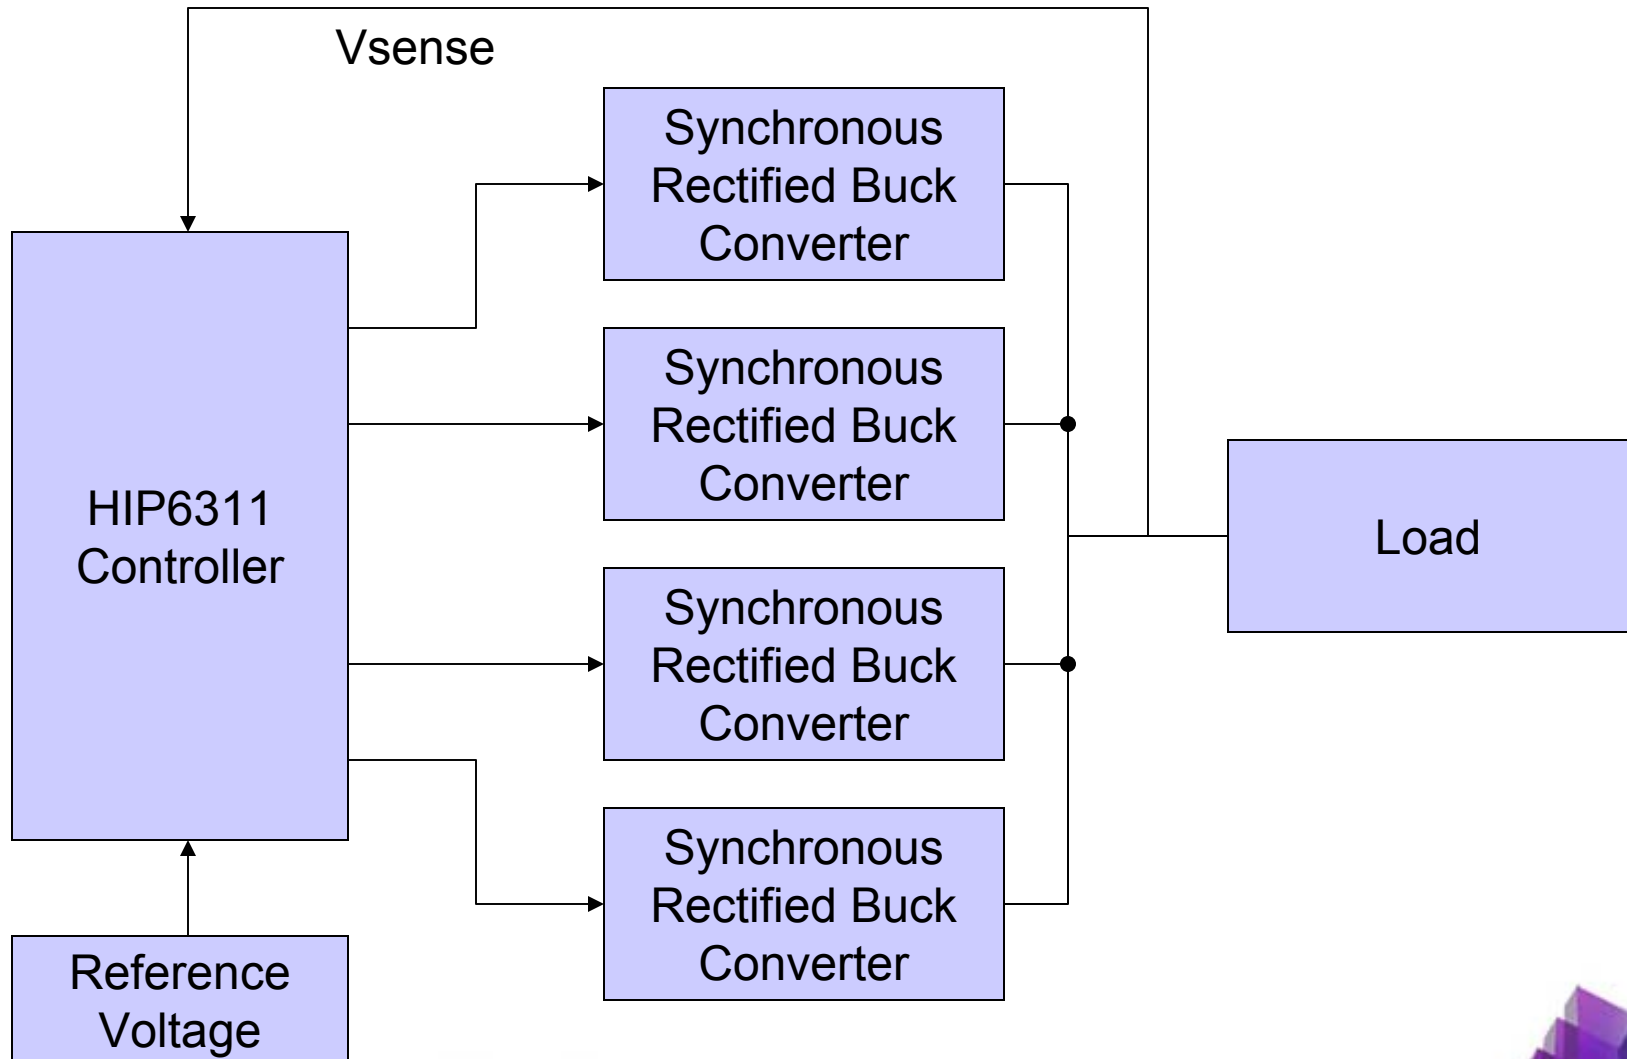 Vsense
Synchronous
Rectified Buck
Converter
Synchronous
Rectified Buck
Converter
HIP6311
Controller
Load
Synchronous
Rectified Buck
Converter
Synchronous
Rectified Buck
Converter
Reference
Voltage